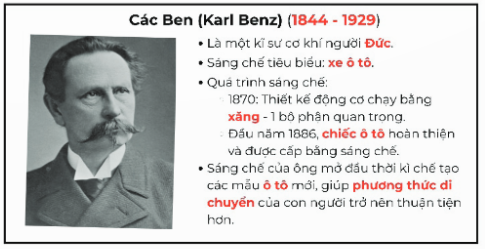 Các Ben (Karl Benz) (1844 - 1929)
• Là một kĩ sư cơ khí người Đức.
• Sáng chế tiêu biểu: xe ô tô.
• Quá trình sáng chế:
1870: Thiết kế động cơ chạy bằng
xăng - 1 bộ phân quan trong.
Đầu năm 1886, chiếc ô tô hoàn thiện
và được cấp bằng sáng chế.
• Sáng chế của ông mở đầu thời kì chế tạo
các mẫu ô tô mới, giúp phương thức di
chuyển của con người trở nên thuận tiện
hơn.